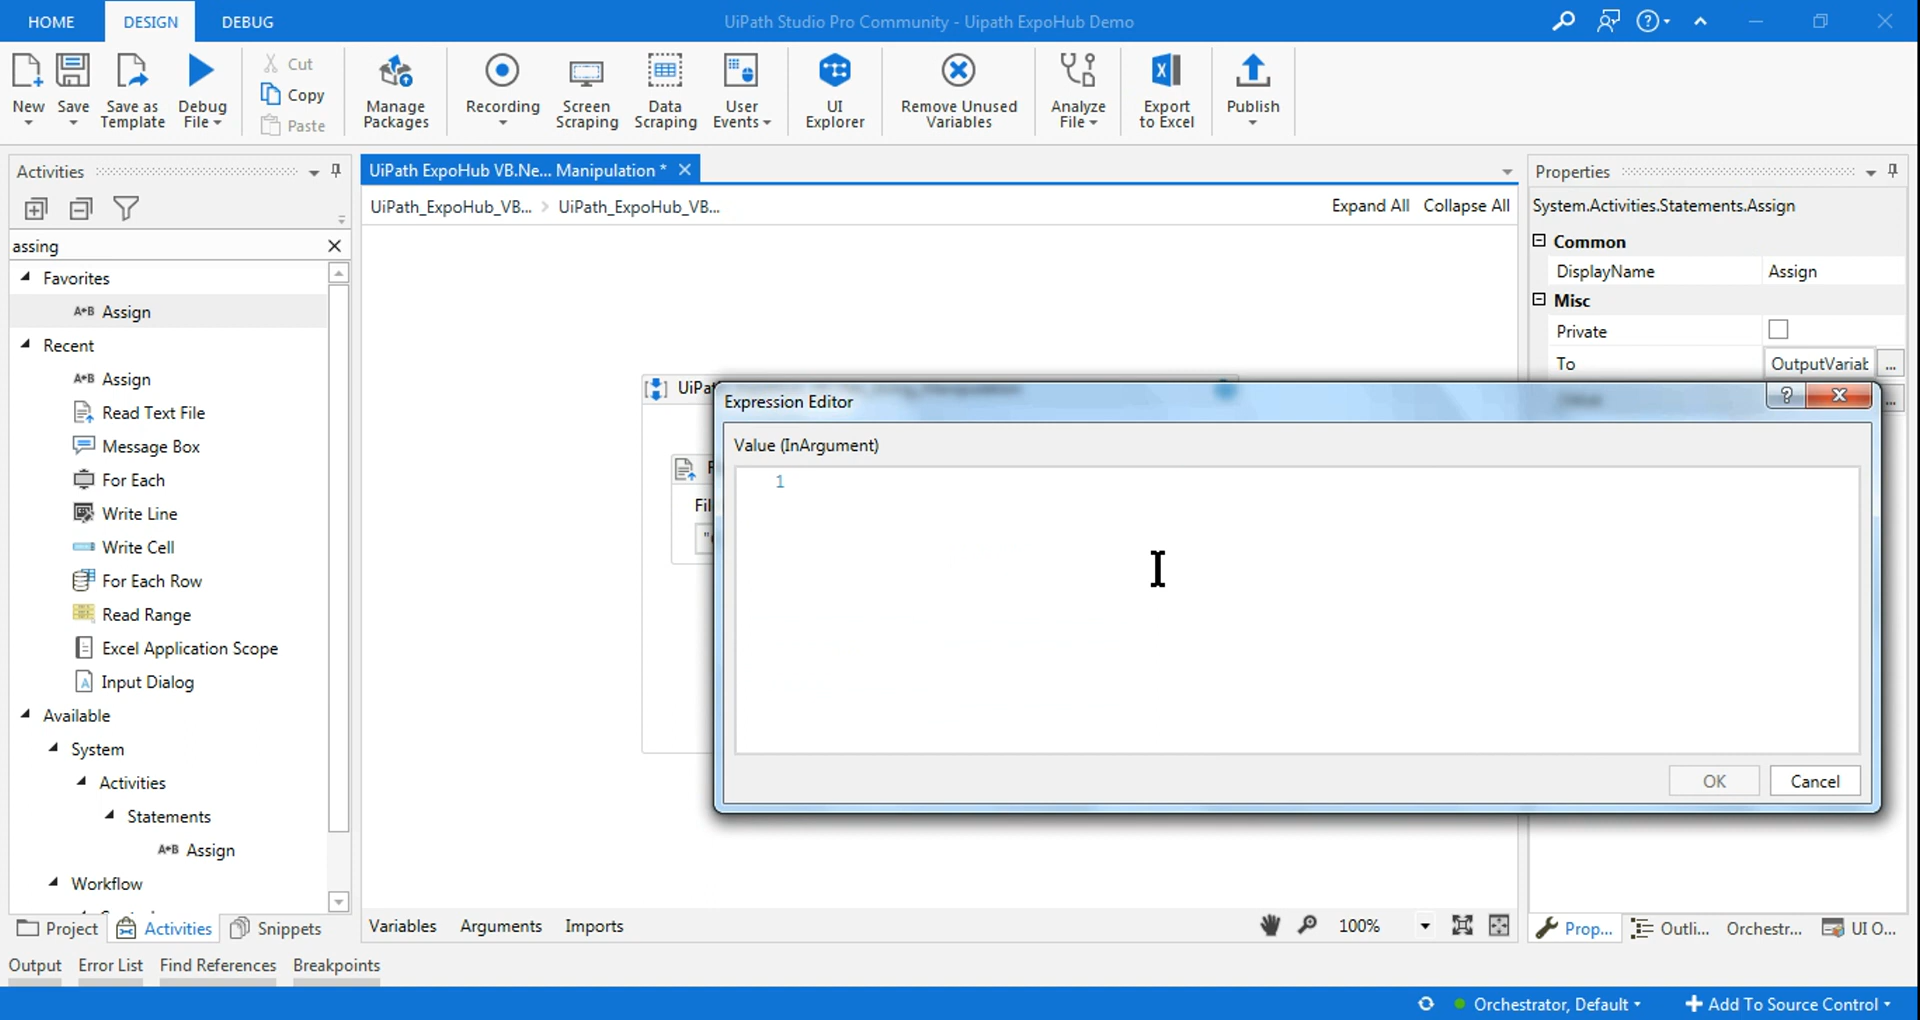 HOME DESIGN DEBUG
UiPath Studio Pro Community - Uipath ExpoHub Demo
New
Save
Save as Template
Debug File
Cut
Copy
Paste
Manage Packages
Recording
Screen Scraping
Data Scraping
User Events
UI Explorer
Remove Unused Variables
Analyze File
Export to Excel
Publish
Activities
assing
Favorites
Assign
Recent
Assign
Read Text File
Message Box
For Each
Write Line
Write Cell
For Each Row
Read Range
Excel Application Scope
Input Dialog
Available
System
Activities
Statements
Assign
Workflow
Project Activities Snippets
UiPath ExpoHub VB.Ne... Manipulation *
UiPath_ExpoHub_VB... > UiPath_ExpoHub_VB...
Expand All Collapse All
UiPat
Fil
Expression Editor
Value (InArgument)
1
OK Cancel
Variables Arguments Imports
100%
Properties
System.Activities.Statements.Assign
Common
DisplayName Assign
Misc
Private
To OutputVariab ...
...
Prop... Outli... Orchestr... UI O...
Output Error List Find References Breakpoints
Orchestrator, Default
Add To Source Control